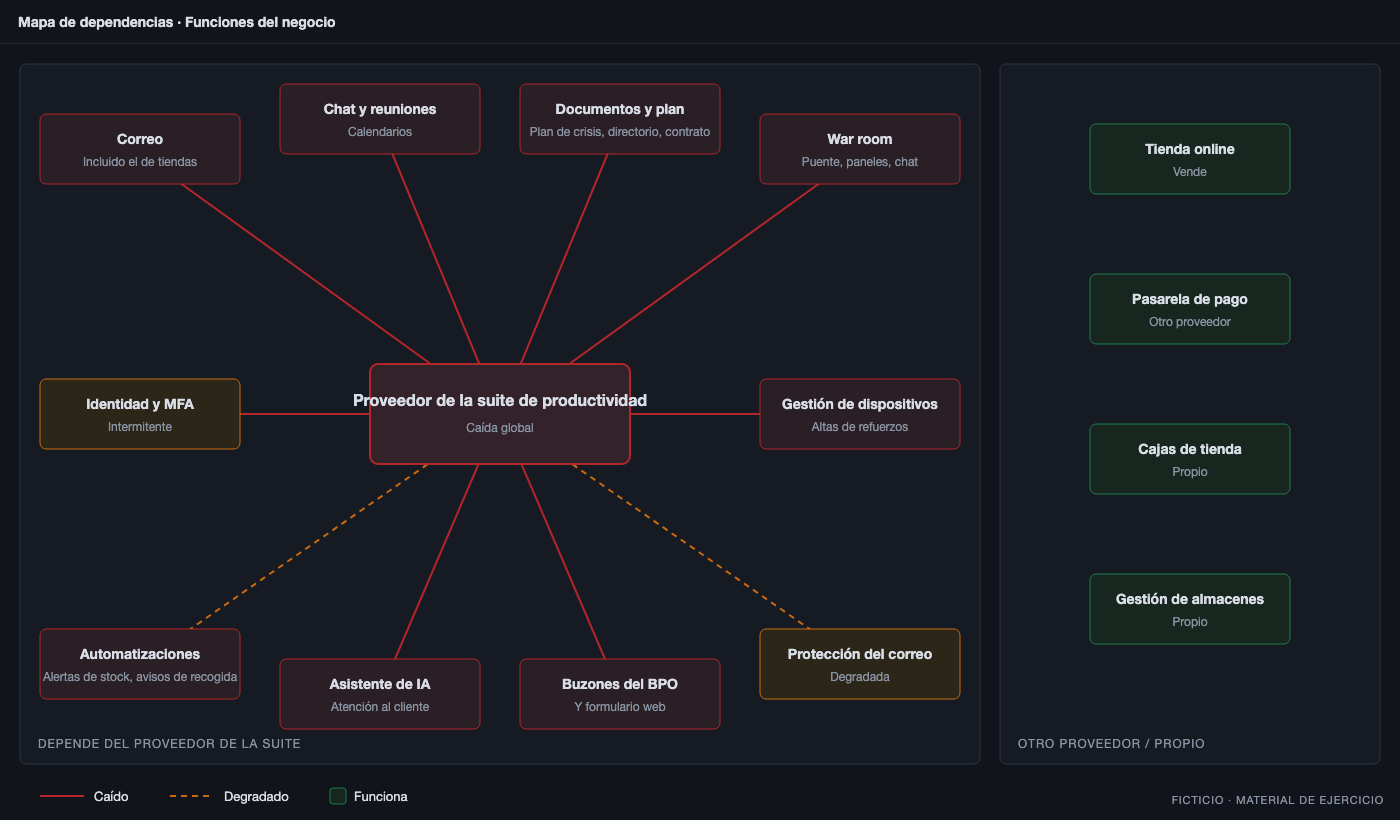 Mapa de dependencias · Funciones del negocio
Correo
Incluido el de tiendas
Chat y reuniones
Calendarios
Documentos y plan
Plan de crisis, directorio, contrato
War room
Puente, paneles, chat
Identidad y MFA
Intermitente
Proveedor de la suite de productividad
Caída global
Gestión de dispositivos
Altas de refuerzos
Automatizaciones
Alertas de stock, avisos de recogida
Asistente de IA
Atención al cliente
Buzones del BPO
Y formulario web
Protección del correo
Degradada
DEPENDE DEL PROVEEDOR DE LA SUITE
Tienda online
Vende
Pasarela de pago
Otro proveedor
Cajas de tienda
Propio
Gestión de almacenes
Propio
OTRO PROVEEDOR / PROPIO
Caído
Degradado
Funciona
FICTICIO · MATERIAL DE EJERCICIO